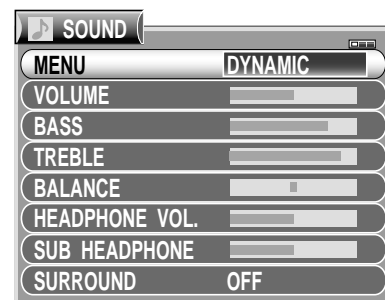 SOUND
MENU DYNAMIC
VOLUME
BASS
TREBLE
BALANCE
HEADPHONE VOL.
SUB HEADPHONE
SURROUND OFF